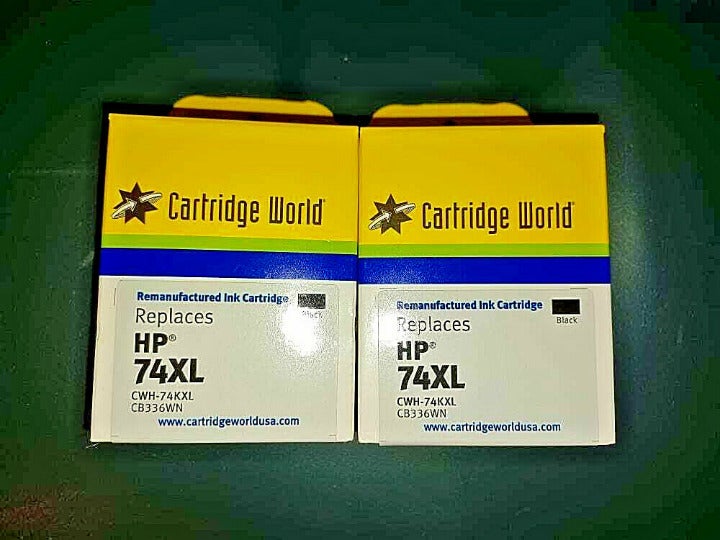 Cartridge World
Remanufactured Ink Cartridge
Black
Replaces
HP®
74XL
CWH-74KXL
CB336WN
www.cartridgeworldusa.com
Cartridge World
Remanufactured Ink Cartridge
Black
Replaces
HP®
74XL
CWH-74KXL
CB336WN
www.cartridgeworldusa.com